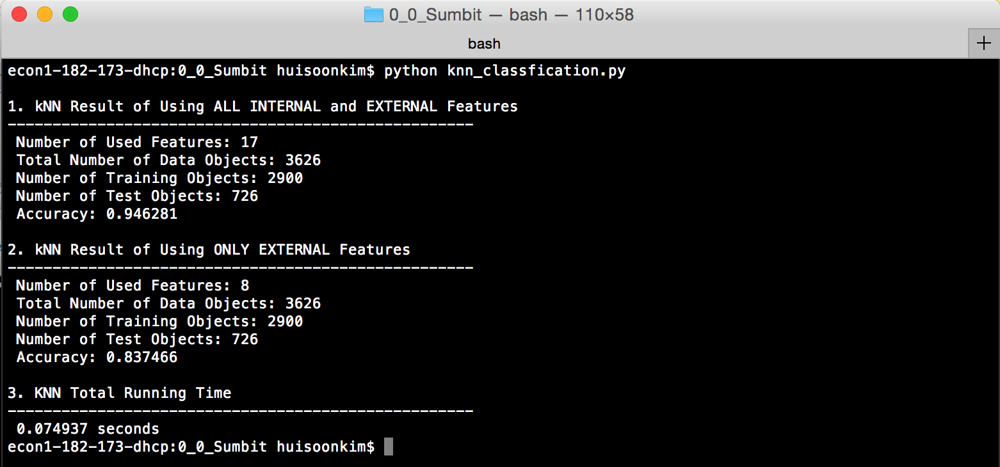 0_0_Sumbit — bash — 110×58
bash
+
econ1-182-173-dhcp:0_0_Sumbit huisoonkim$ python knn_classfication.py
1. kNN Result of Using ALL INTERNAL and EXTERNAL Features
----------------------------------------------------
Number of Used Features: 17
Total Number of Data Objects: 3626
Number of Training Objects: 2900
Number of Test Objects: 726
Accuracy: 0.946281
2. kNN Result of Using ONLY EXTERNAL Features
----------------------------------------------------
Number of Used Features: 8
Total Number of Data Objects: 3626
Number of Training Objects: 2900
Number of Test Objects: 726
Accuracy: 0.837466
3. KNN Total Running Time
----------------------------------------------------
0.074937 seconds
econ1-182-173-dhcp:0_0_Sumbit huisoonkim$